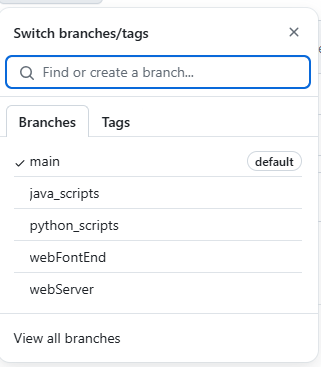 Switch branches/tags
Find or create a branch...
Branches Tags
main default
java_scripts
python_scripts
webFontEnd
webServer
View all branches